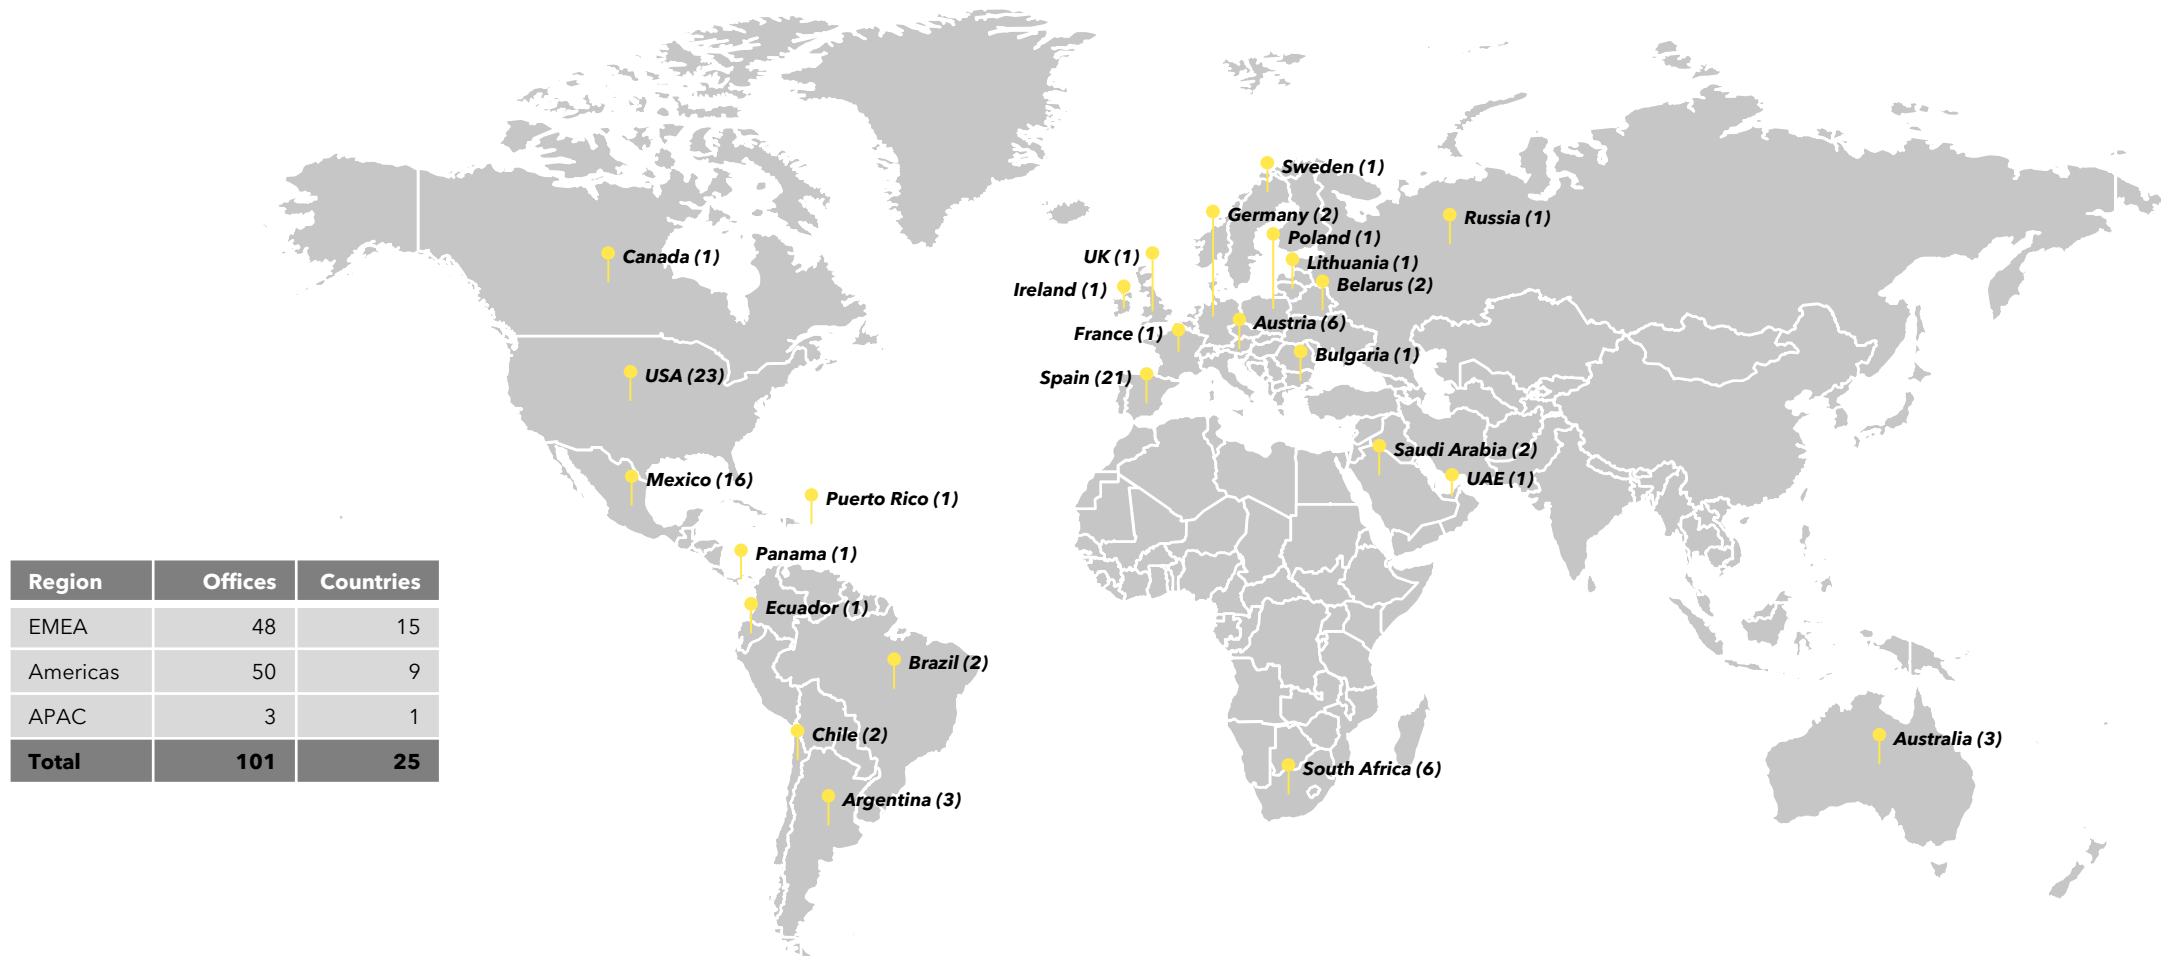 Sweden (1)
Germany (2)
Russia (1)
Poland (1)
Canada (1)
UK (1)
Lithuania (1)
Ireland (1)
Belarus (2)
Austria (6)
France (1)
Bulgaria (1)
USA (23)
Spain (21)
Saudi Arabia (2)
Mexico (16)
UAE (1)
Puerto Rico (1)
Panama (1)
Region Offices Countries
EMEA 48 15
Americas 50 9
APAC 3 1
Total 101 25
Ecuador (1)
Brazil (2)
Chile (2)
Australia (3)
South Africa (6)
Argentina (3)